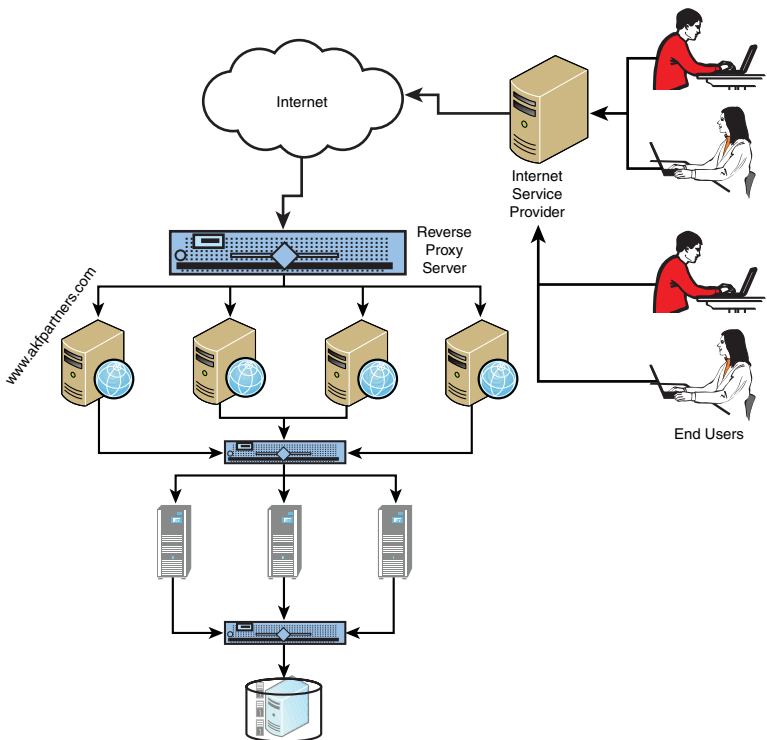 Internet
Internet
Service
Provider
Reverse
Proxy
Server
www.akfpartners.com
End Users